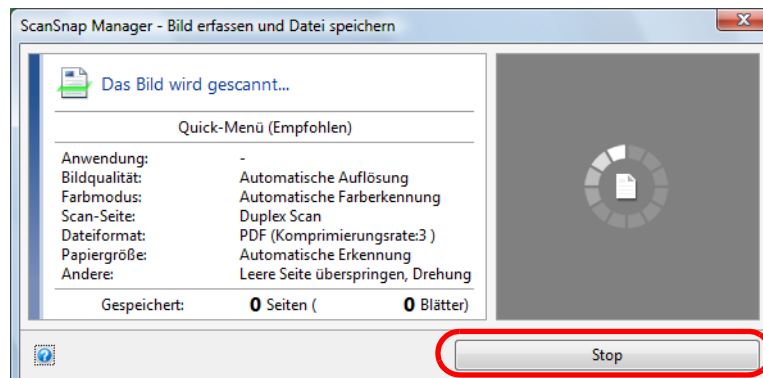 ScanSnap Manager - Bild erfassen und Datei speichern
Das Bild wird gescannt...
Quick-Menü (Empfohlen)
Anwendung: -
Bildqualität: Automatische Auflösung
Farbmodus: Automatische Farberkennung
Scan-Seite: Duplex Scan
Dateiformat: PDF (Komprimierungsrate:3 )
Papiergröße: Automatische Erkennung
Andere: Leere Seite überspringen, Drehung
Gespeichert: 0 Seiten ( 0 Blätter)
Stop